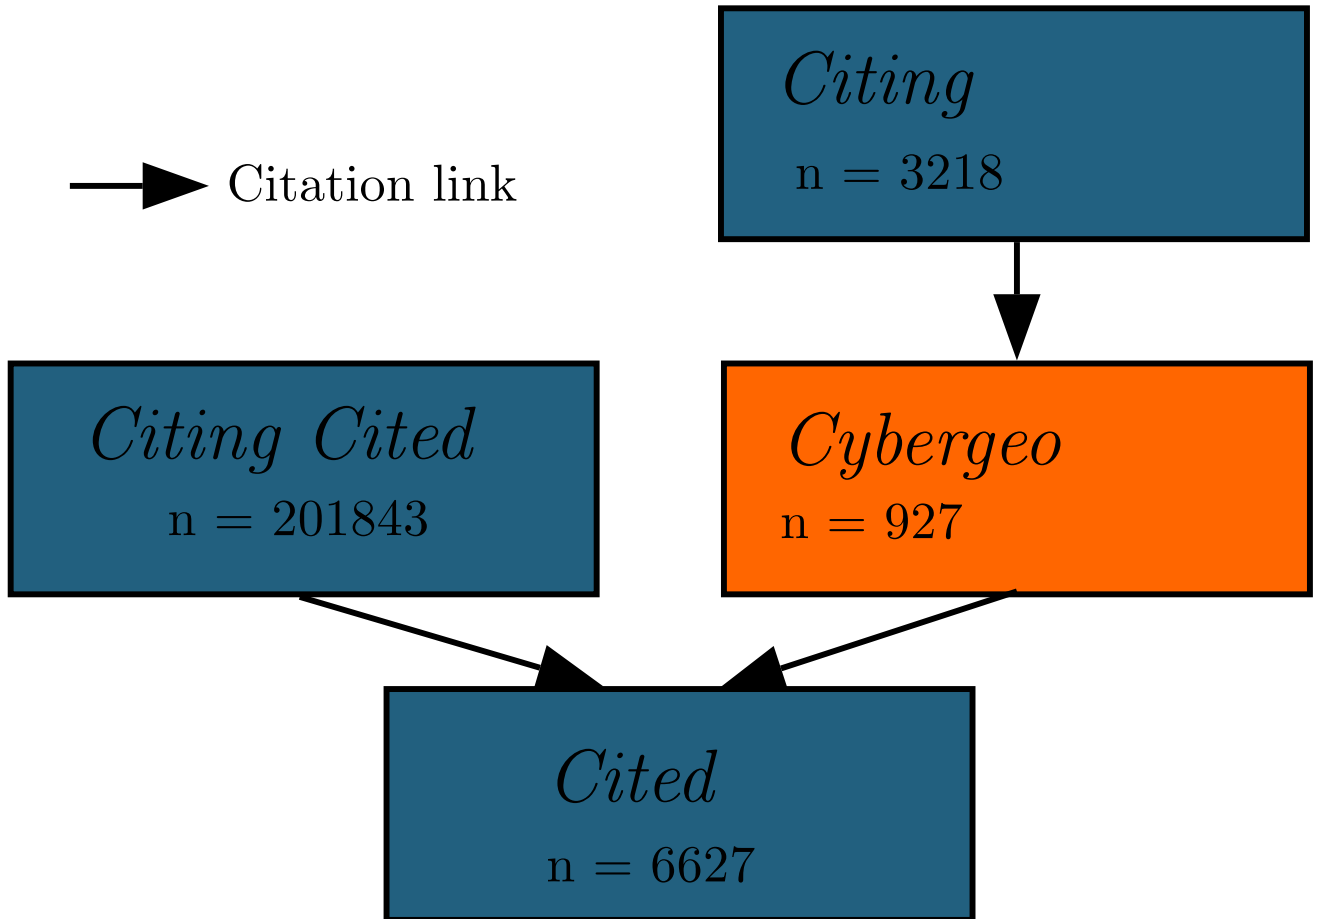 Citing
n = 3218
Citation link
Citing Cited
n = 201843
Cybergeo
n = 927
Cited
n = 6627